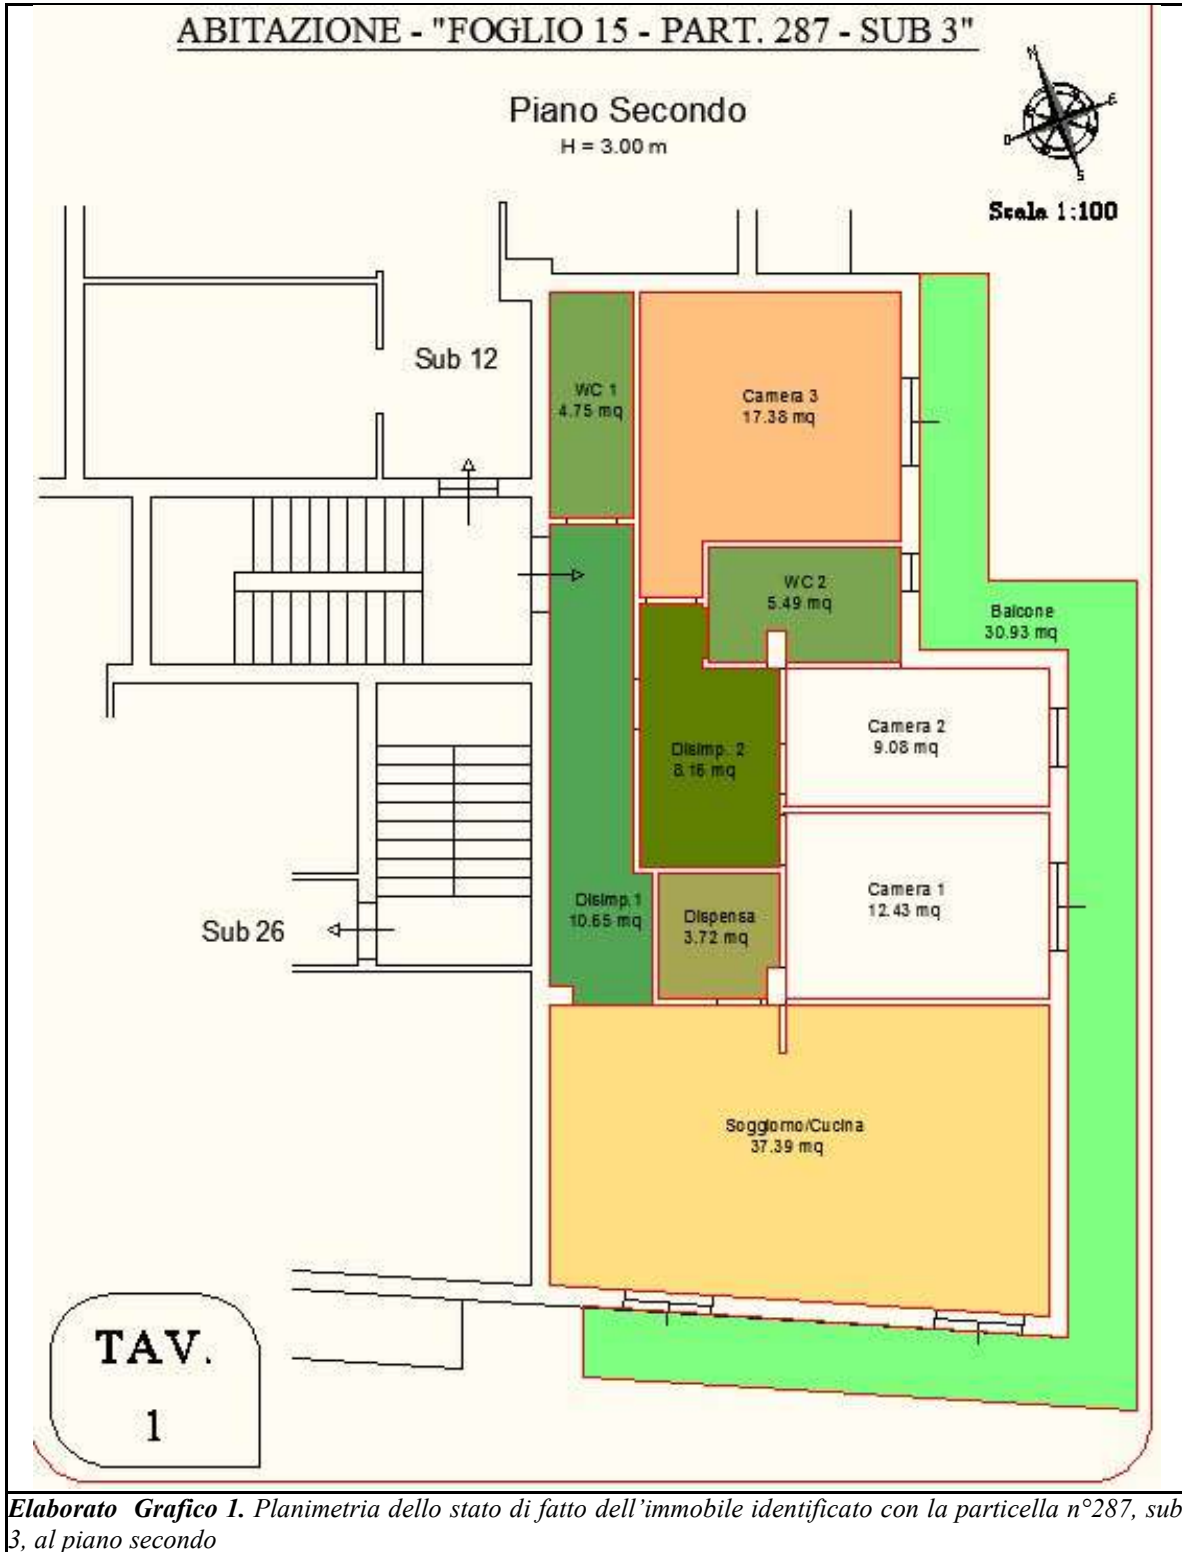 ABITAZIONE - "FOGLIO 15 - PART. 287 - SUB 3"
Piano Secondo
H = 3.00 m
N
E
O
S
Scala 1:100
Sub 12
WC 1
4.75 mq
Camera 3
17.38 mq
WC 2
5.49 mq
Balcone
30.93 mq
Camera 2
9.08 mq
Disimp. 2
8.16 mq
Camera 1
12.43 mq
Disimp.1
10.65 mq
Dispensa
3.72 mq
Sub 26
Soggiorno/Cucina
37.39 mq
TAV.
1
Elaborato Grafico 1. Planimetria dello stato di fatto dell'immobile identificato con la particella n°287, sub
3, al piano secondo